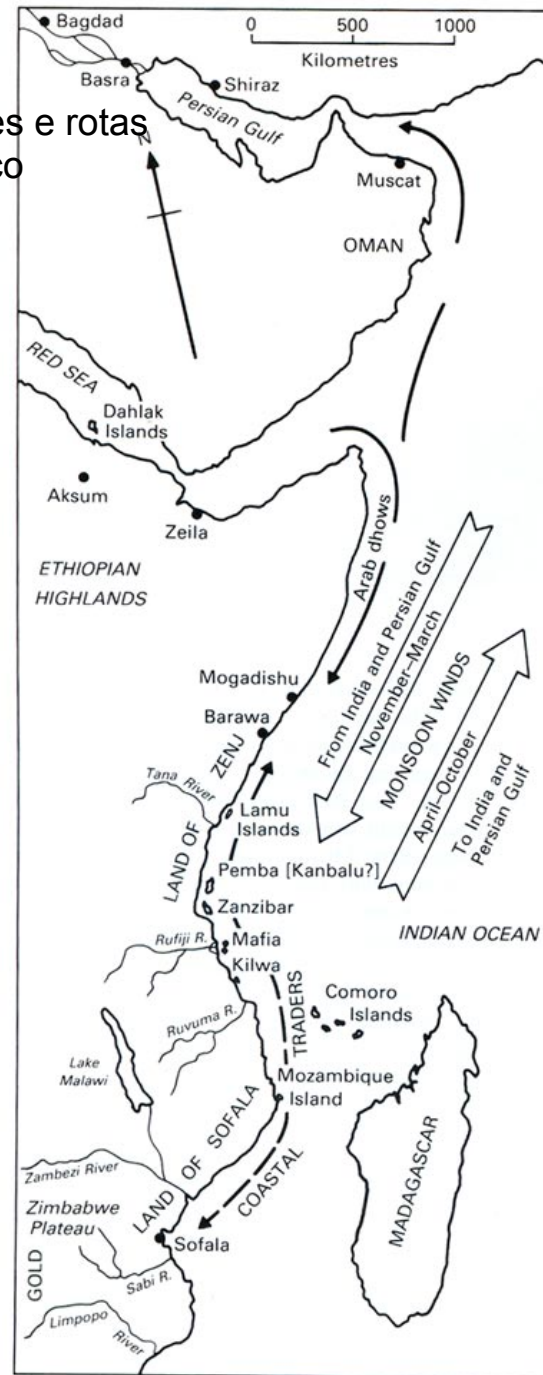 Bagdad
0 500 1000
Kilometres
Basra
Shiraz
Persian Gulf
es e rotas
co
N
Muscat
OMAN
RED SEA
Dahlak
Islands
Aksum
Zeila
Arab dhows
ETHIOPIAN
HIGHLANDS
From India and Persian Gulf
November–March
MONSOON WINDS
April–October
To India and
Persian Gulf
Mogadishu
Barawa
LAND OF ZENJ
Tana River
Lamu
Islands
Pemba [Kanbalu?]
Zanzibar
INDIAN OCEAN
Rufiji R.
Mafia
Kilwa
COASTAL TRADERS
Comoro
Islands
Ruvuma R.
Lake
Malawi
Mozambique
Island
LAND OF SOFALA
MADAGASCAR
Zambezi River
Zimbabwe
Plateau
Sofala
GOLD
Sabi R.
Limpopo
River